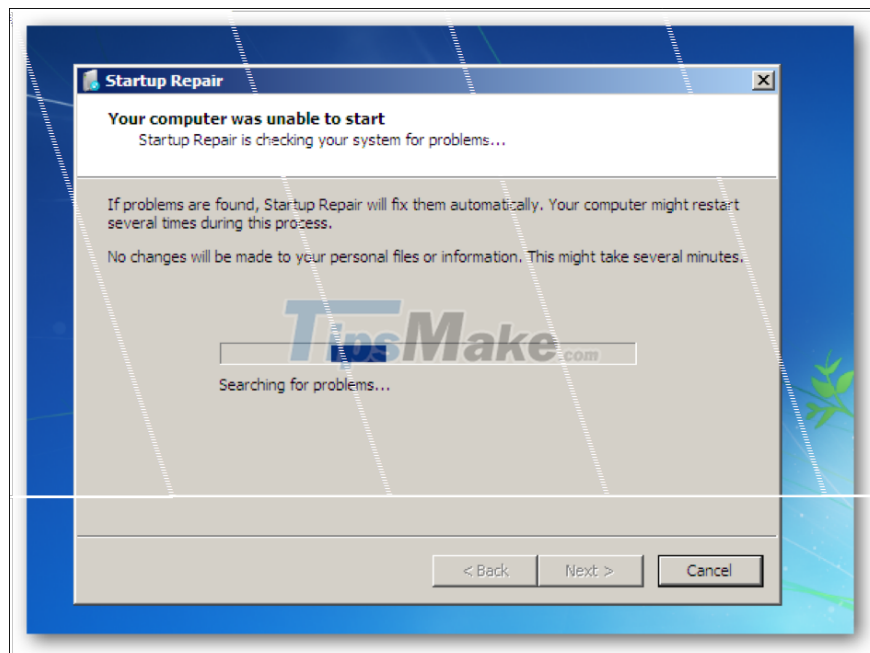 Startup Repair
Your computer was unable to start
Startup Repair is checking your system for problems...
If problems are found, Startup Repair will fix them automatically. Your computer might restart
several times during this process.
No changes will be made to your personal files or information. This might take several minutes.
TipsMake.com
Searching for problems...
< Back Next > Cancel